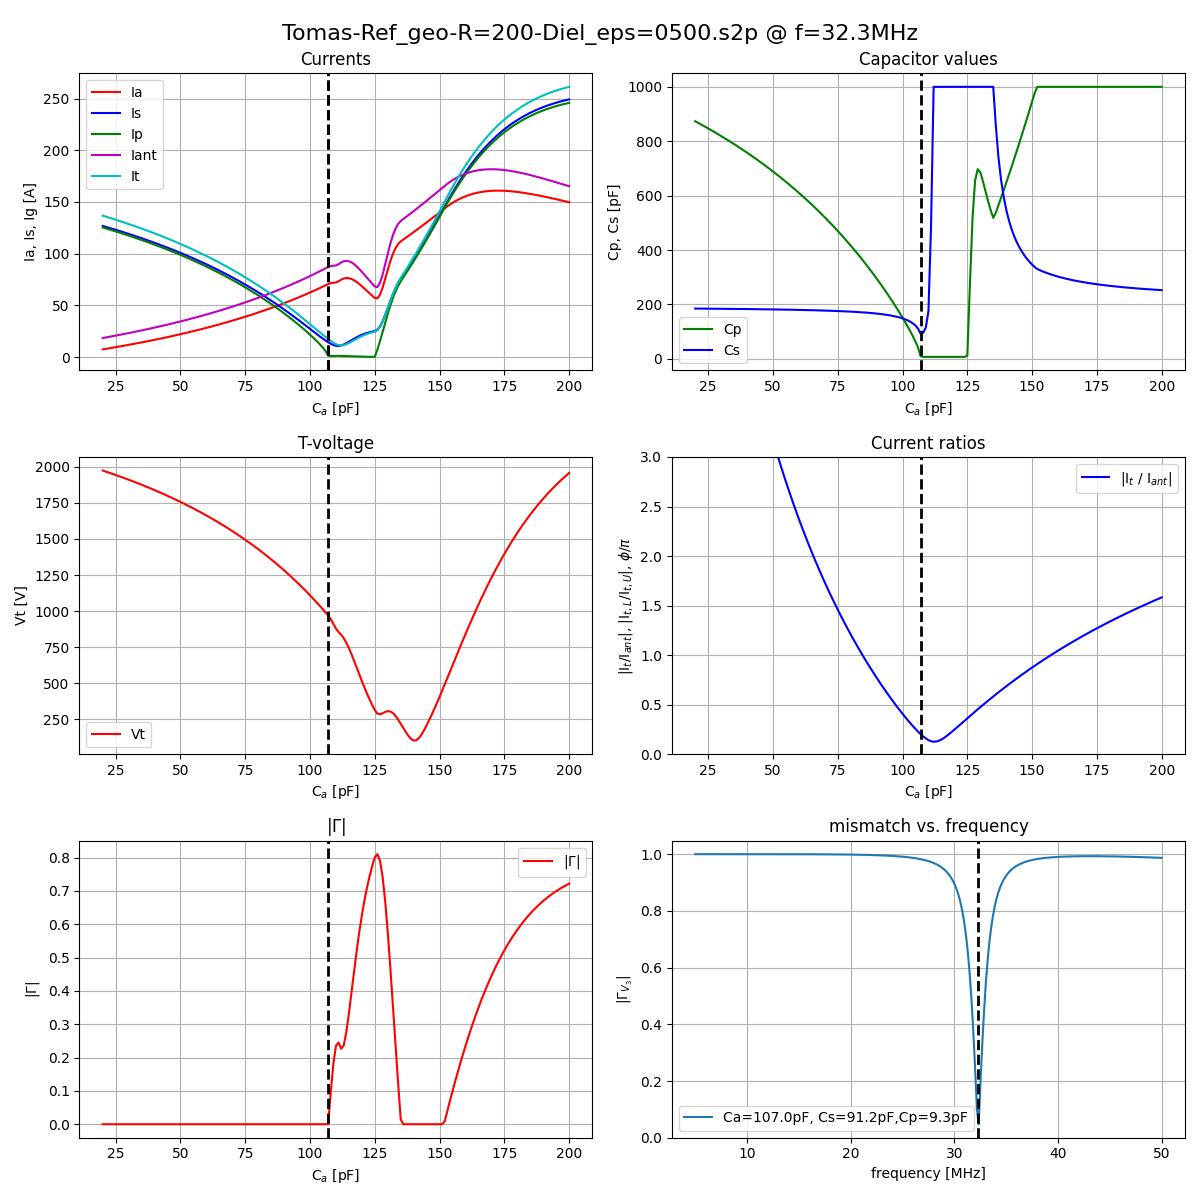 Tomas-Ref_geo-R=200-Diel_eps=0500.s2p @ f=32.3MHz
Currents
Ia, Is, Ig [A]
250
200
150
100
50
0
Ia
Is
Ip
Iant
It
25 50 75 100 125 150 175 200
Cₐ [pF]
Capacitor values
Cp, Cs [pF]
1000
800
600
400
200
0
Cp
Cs
25 50 75 100 125 150 175 200
Cₐ [pF]
T-voltage
Vt [V]
2000
1750
1500
1250
1000
750
500
250
Vt
25 50 75 100 125 150 175 200
Cₐ [pF]
Current ratios
|I_t/I_ant|, |I_t,L/I_t,U|, ϕ/π
3.0
2.5
2.0
1.5
1.0
0.5
0.0
|I_t / I_ant|
25 50 75 100 125 150 175 200
Cₐ [pF]
|Γ|
|Γ|
0.8
0.7
0.6
0.5
0.4
0.3
0.2
0.1
0.0
|Γ|
25 50 75 100 125 150 175 200
Cₐ [pF]
mismatch vs. frequency
|Γ_V₃|
1.0
0.8
0.6
0.4
0.2
0.0
Ca=107.0pF, Cs=91.2pF,Cp=9.3pF
10 20 30 40 50
frequency [MHz]